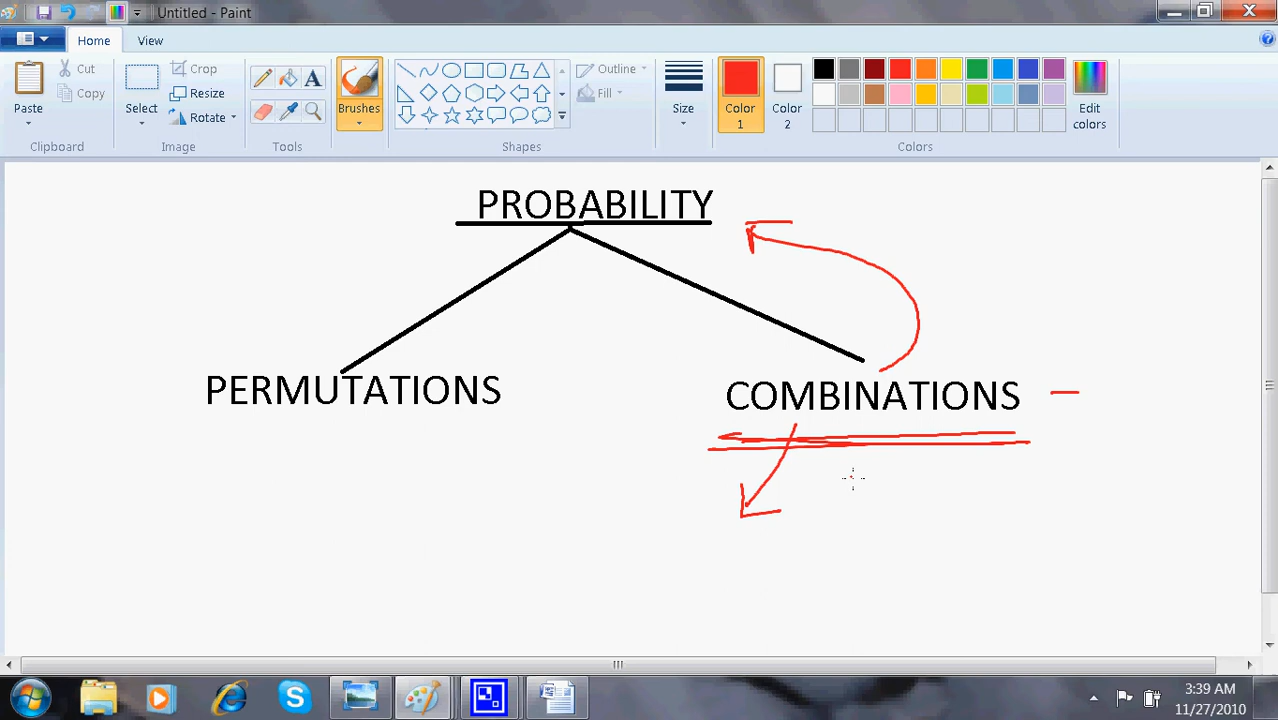 Untitled - Paint
Home View
Paste Cut Copy Select Crop Resize Rotate Brushes Outline Fill Size Color 1 Color 2 Edit colors
Clipboard Image Tools Shapes Colors
PROBABILITY
PERMUTATIONS COMBINATIONS
3:39 AM
11/27/2010